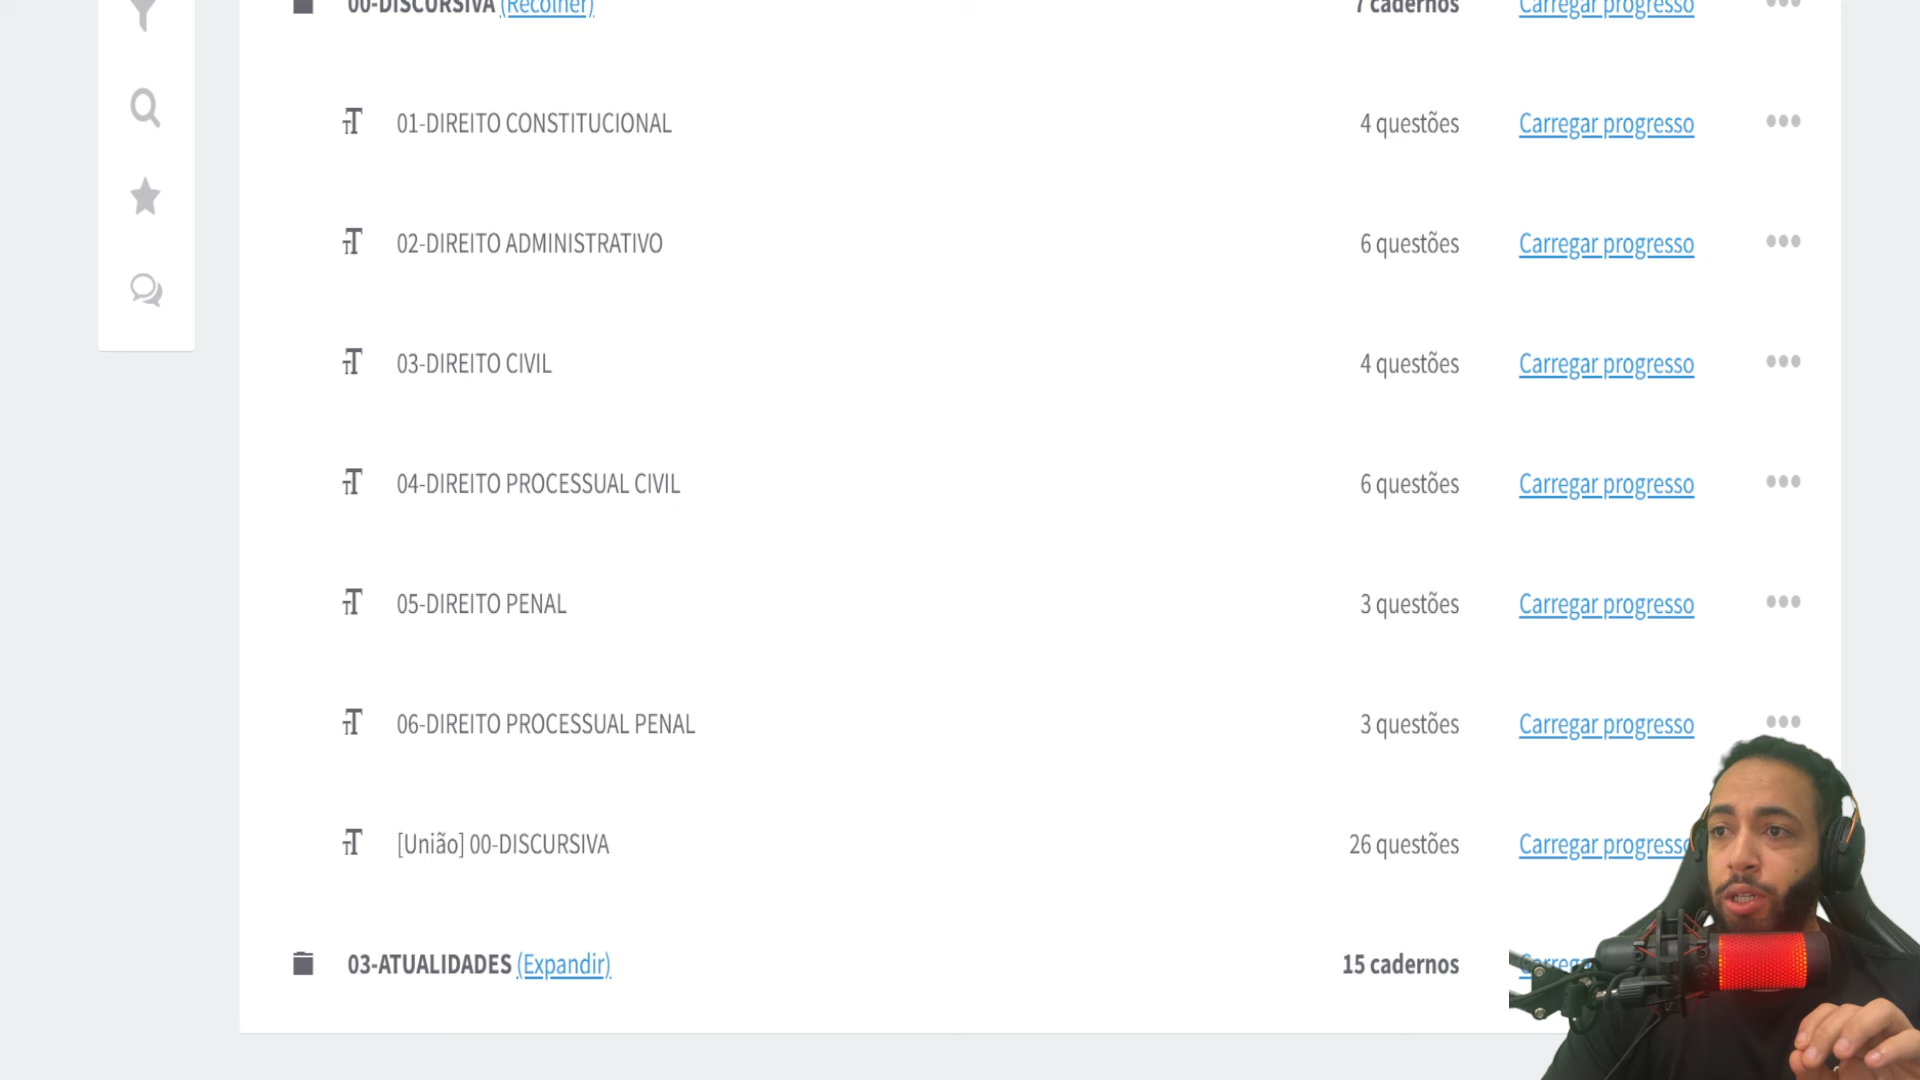 00-DISCURSIVA (Recolher) 7 cadernos Carregar progresso
01-DIREITO CONSTITUCIONAL 4 questões Carregar progresso
02-DIREITO ADMINISTRATIVO 6 questões Carregar progresso
03-DIREITO CIVIL 4 questões Carregar progresso
04-DIREITO PROCESSUAL CIVIL 6 questões Carregar progresso
05-DIREITO PENAL 3 questões Carregar progresso
06-DIREITO PROCESSUAL PENAL 3 questões Carregar progresso
[União] 00-DISCURSIVA 26 questões Carregar progresso
03-ATUALIDADES (Expandir) 15 cadernos